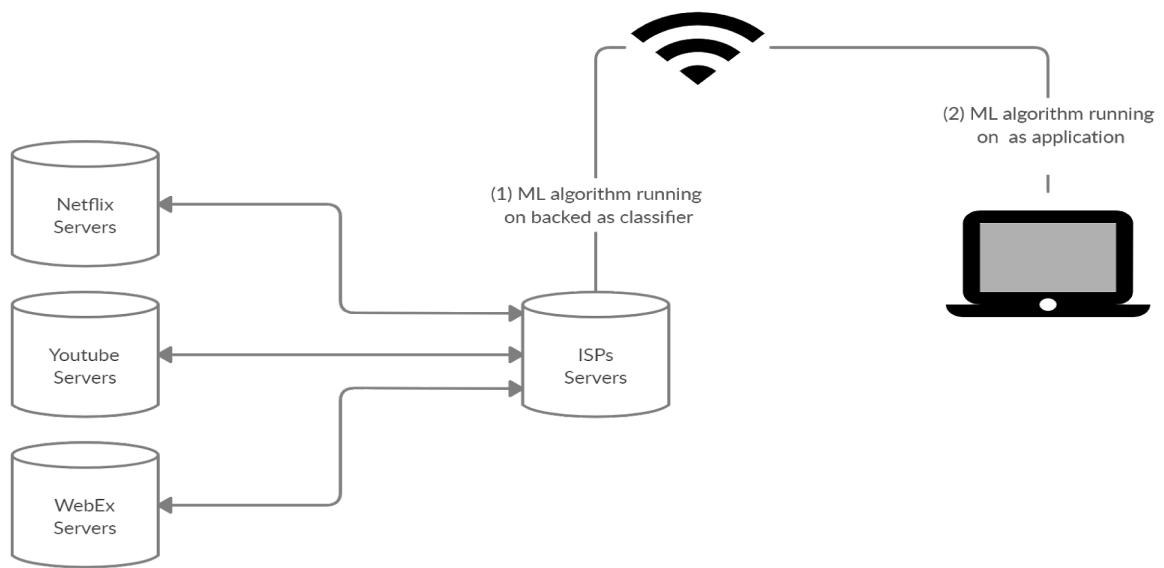 (2) ML algorithm running
on as application
(1) ML algorithm running
on backed as classifier
Netflix
Servers
Youtube
Servers
ISPs
Servers
WebEx
Servers